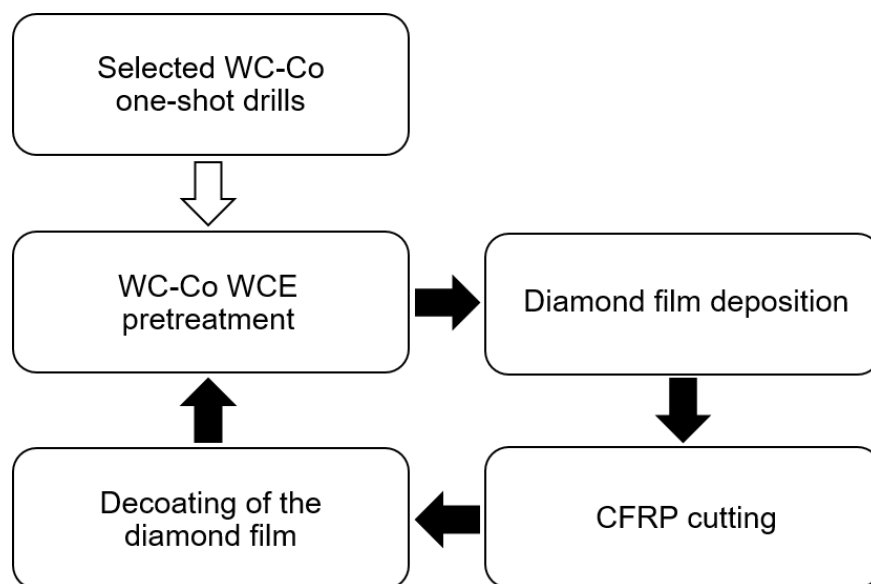 Selected WC-Co
one-shot drills
WC-Co WCE
pretreatment
Diamond film deposition
Decoating of the
diamond film
CFRP cutting